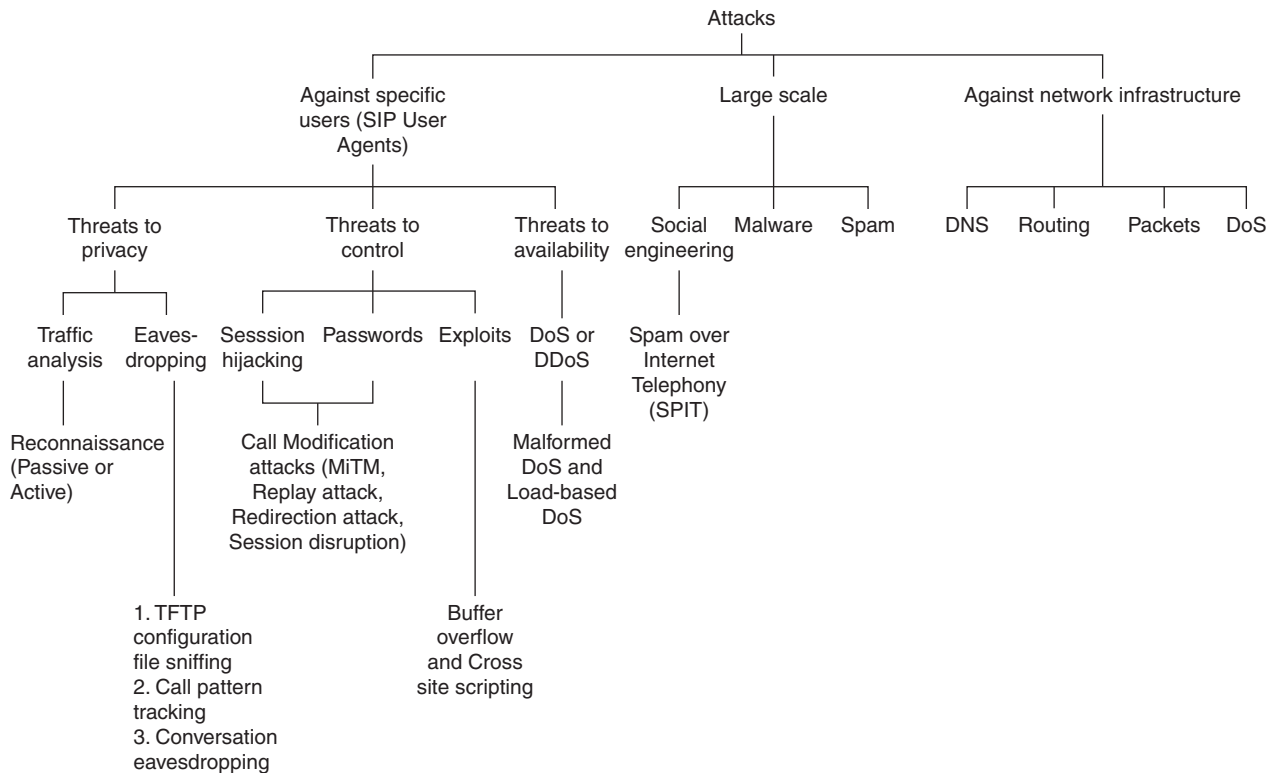 Attacks
Against specific
users (SIP User
Agents)
Large scale
Against network infrastructure
Threats to
privacy
Threats to
control
Threats to
availability
Social
engineering
Malware
Spam
DNS
Routing
Packets
DoS
Traffic
analysis
Eaves-
dropping
Sesssion
hijacking
Passwords
Exploits
DoS or
DDoS
Spam over
Internet
Telephony
(SPIT)
Reconnaissance
(Passive or
Active)
Call Modification
attacks (MiTM,
Replay attack,
Redirection attack,
Session disruption)
Malformed
DoS and
Load-based
DoS
1. TFTP
configuration
file sniffing
2. Call pattern
tracking
3. Conversation
eavesdropping
Buffer
overflow
and Cross
site scripting